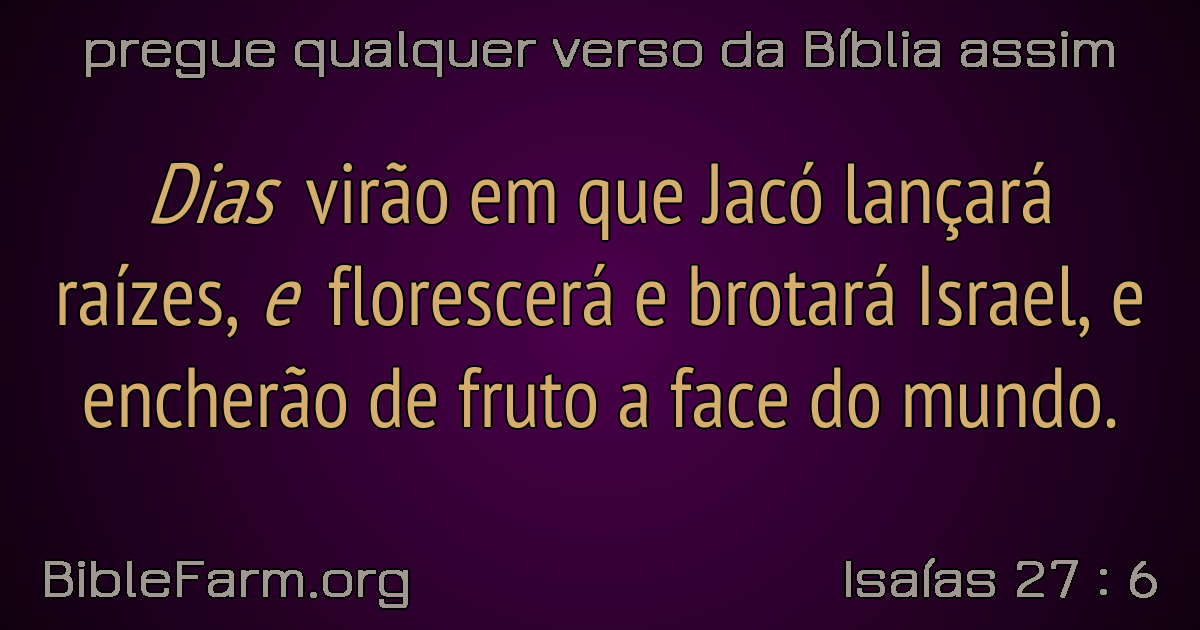 pregue qualquer verso da Bíblia assim
Dias virão em que Jacó lançará
raízes, e florescerá e brotará Israel, e
encherão de fruto a face do mundo.
BibleFarm.org
Isaías 27 : 6